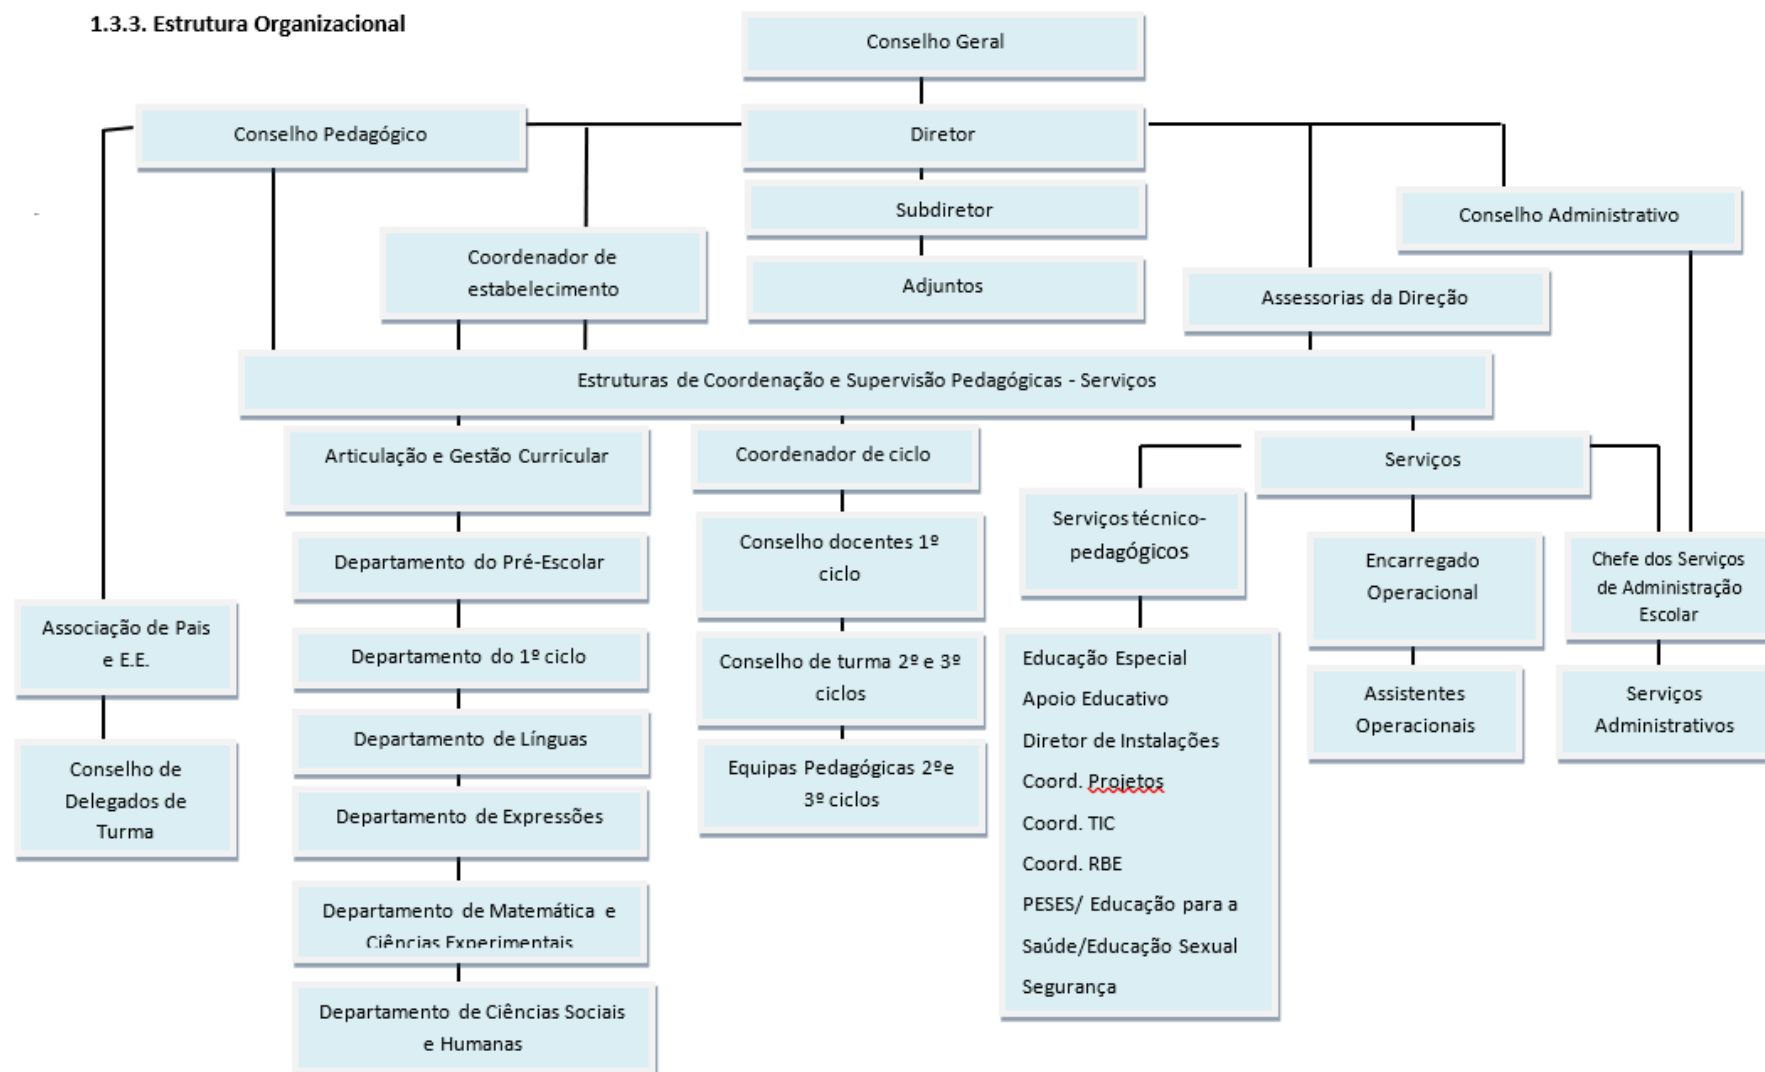 1.3.3. Estrutura Organizacional
Conselho Geral
Conselho Pedagógico
Diretor
Subdiretor
Conselho Administrativo
Coordenador de
estabelecimento
Adjuntos
Assessorias da Direção
Estruturas de Coordenação e Supervisão Pedagógicas - Serviços
Articulação e Gestão Curricular
Departamento do Pré-Escolar
Departamento do 1º ciclo
Departamento de Línguas
Departamento de Expressões
Departamento de Matemática e
Ciências Experimentais
Departamento de Ciências Sociais
e Humanas
Coordenador de ciclo
Conselho docentes 1º
ciclo
Conselho de turma 2º e 3º
ciclos
Equipas Pedagógicas 2ºe
3º ciclos
Serviços
Serviços técnico-
pedagógicos
Educação Especial
Apoio Educativo
Diretor de Instalações
Coord. Projetos
Coord. TIC
Coord. RBE
PESES/ Educação para a
Saúde/Educação Sexual
Segurança
Encarregado
Operacional
Assistentes
Operacionais
Chefe dos Serviços
de Administração
Escolar
Serviços
Administrativos
Associação de Pais
e E.E.
Conselho de
Delegados de
Turma